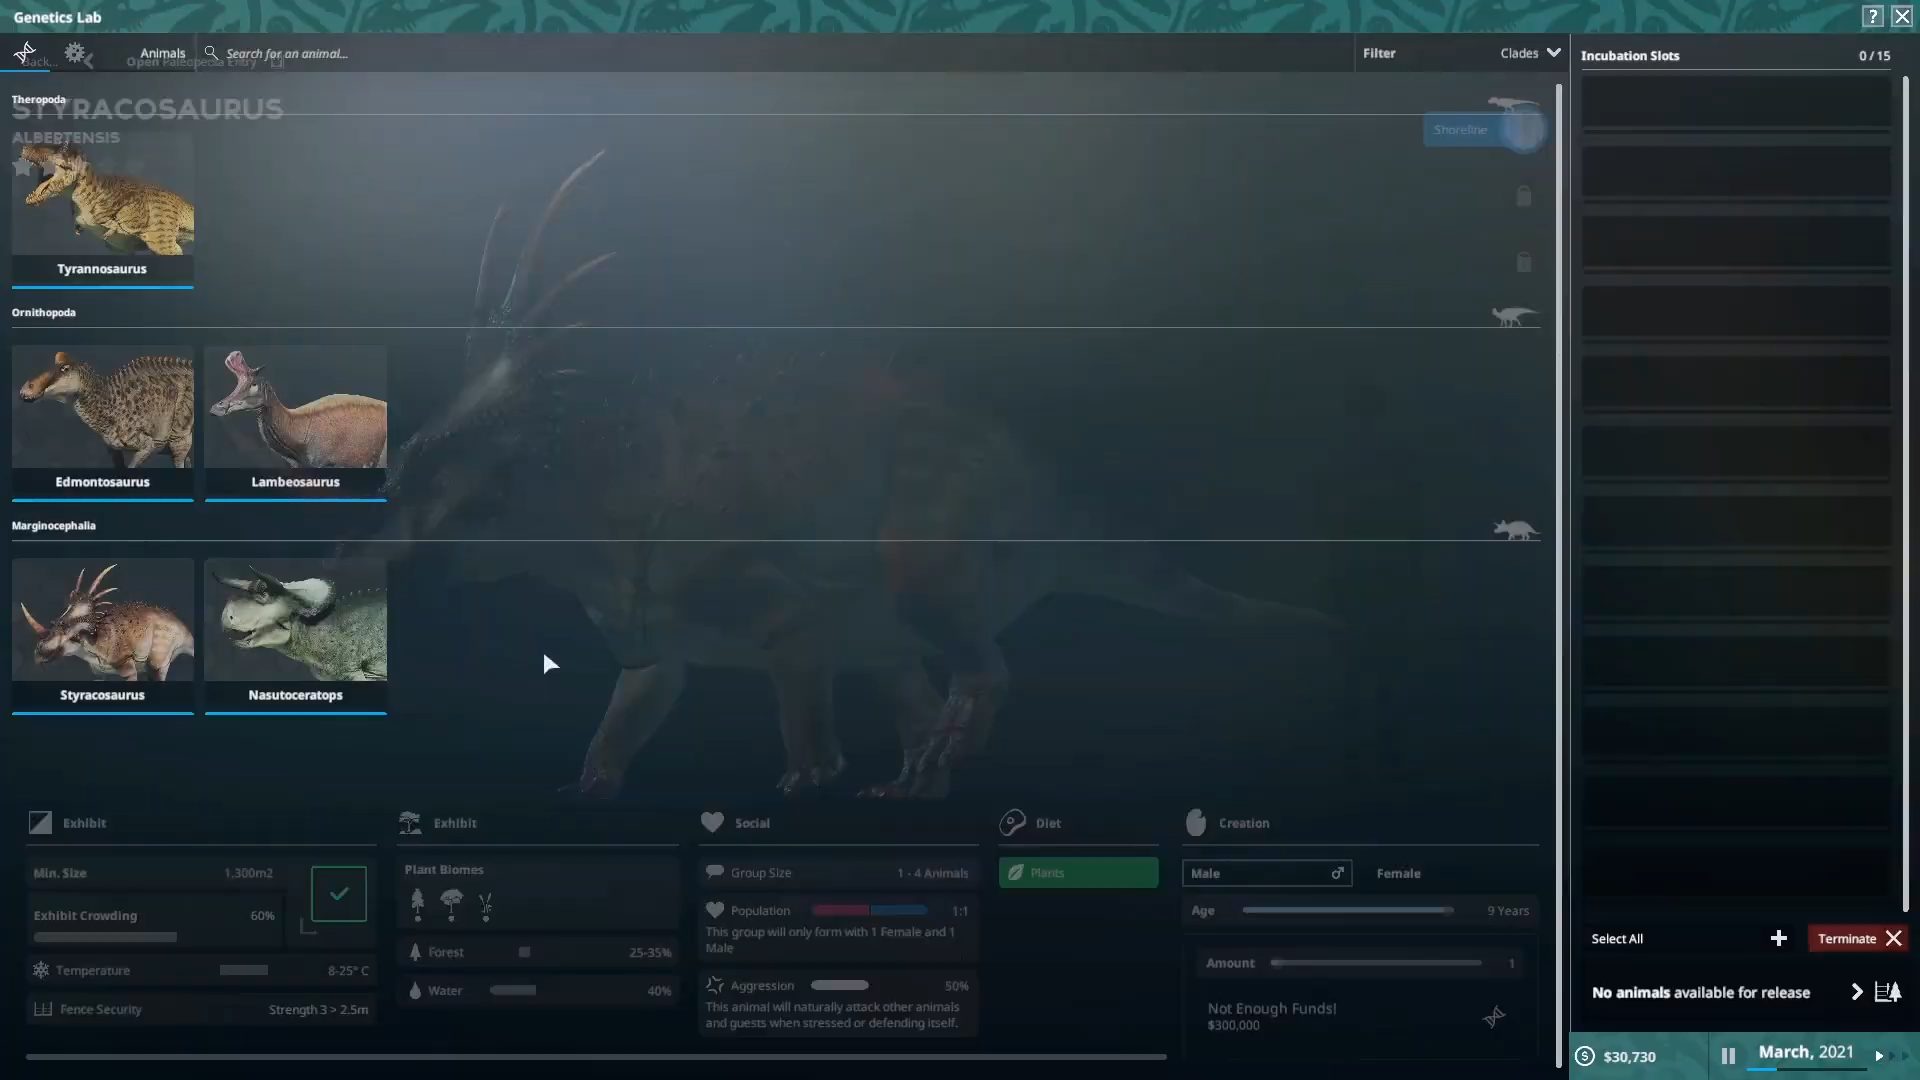 Genetics Lab
?
Back...
Animals
Search for an animal...
Open Paleopedia Entry
Filter
Clades
Incubation Slots
0 / 15
Theropoda
STYRACOSAURUS
ALBERTENSIS
Shoreline
Tyrannosaurus
Ornithopoda
Edmontosaurus
Lambeosaurus
Marginocephalia
Styracosaurus
Nasutoceratops
Exhibit
Min. Size
1,300m2
Exhibit Crowding
60%
Temperature
8-25° C
Fence Security
Strength 3 > 2.5m
Exhibit
Plant Biomes
Forest
25-35%
Water
40%
Social
Group Size
1 - 4 Animals
Population
1:1
This group will only form with 1 Female and 1
Male
Aggression
50%
This animal will naturally attack other animals
and guests when stressed or defending itself.
Diet
Plants
Creation
Male
Female
Age
9 Years
Amount
1
Not Enough Funds!
$300,000
Select All
Terminate
No animals available for release
$30,730
March, 2021